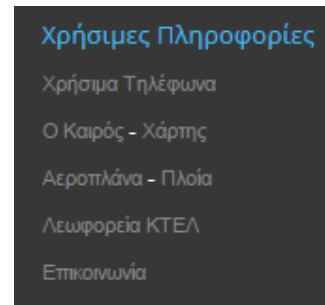 Χρήσιμες Πληροφορίες
Χρήσιμα Τηλέφωνα
Ο Καιρός - Χάρτης
Αεροπλάνα - Πλοία
Λεωφορεία ΚΤΕΛ
Επικοινωνία